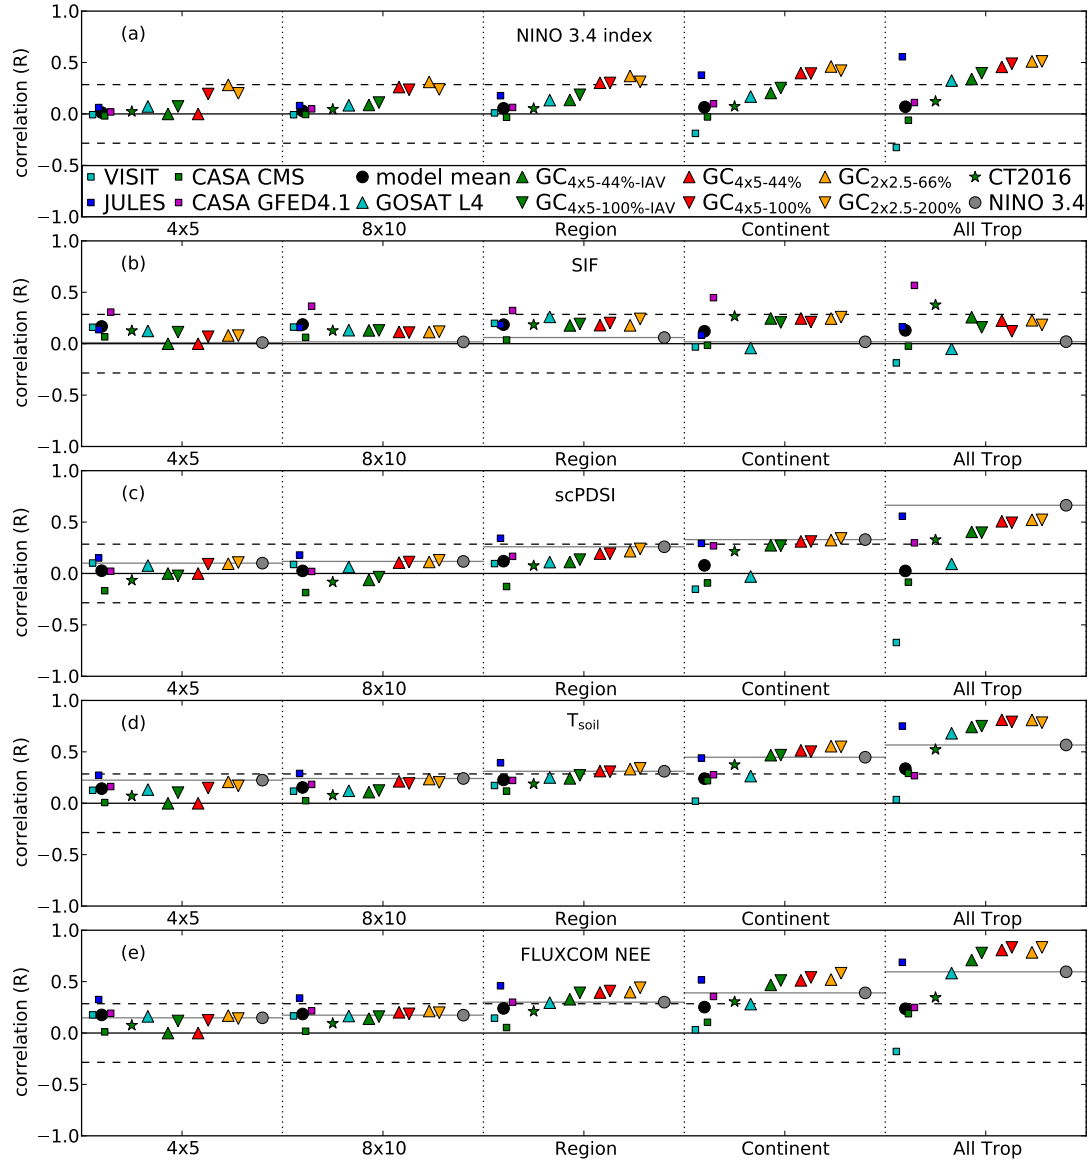 1.0
(a)
NINO 3.4 index
0.5
0.0
−0.5
correlation (R)
VISIT CASA CMS model mean GC4x5-44%-IAV GC4x5-44% GC2x2.5-66% CT2016
JULES CASA GFED4.1 GOSAT L4 GC4x5-100%-IAV GC4x5-100% GC2x2.5-200% NINO 3.4
4x5 8x10 Region Continent All Trop
1.0
(b)
SIF
0.5
0.0
−0.5
−1.0
correlation (R)
4x5 8x10 Region Continent All Trop
1.0
(c)
scPDSI
0.5
0.0
−0.5
−1.0
correlation (R)
4x5 8x10 Region Continent All Trop
1.0
(d)
Tsoil
0.5
0.0
−0.5
−1.0
correlation (R)
4x5 8x10 Region Continent All Trop
1.0
(e)
FLUXCOM NEE
0.5
0.0
−0.5
−1.0
correlation (R)
4x5 8x10 Region Continent All Trop